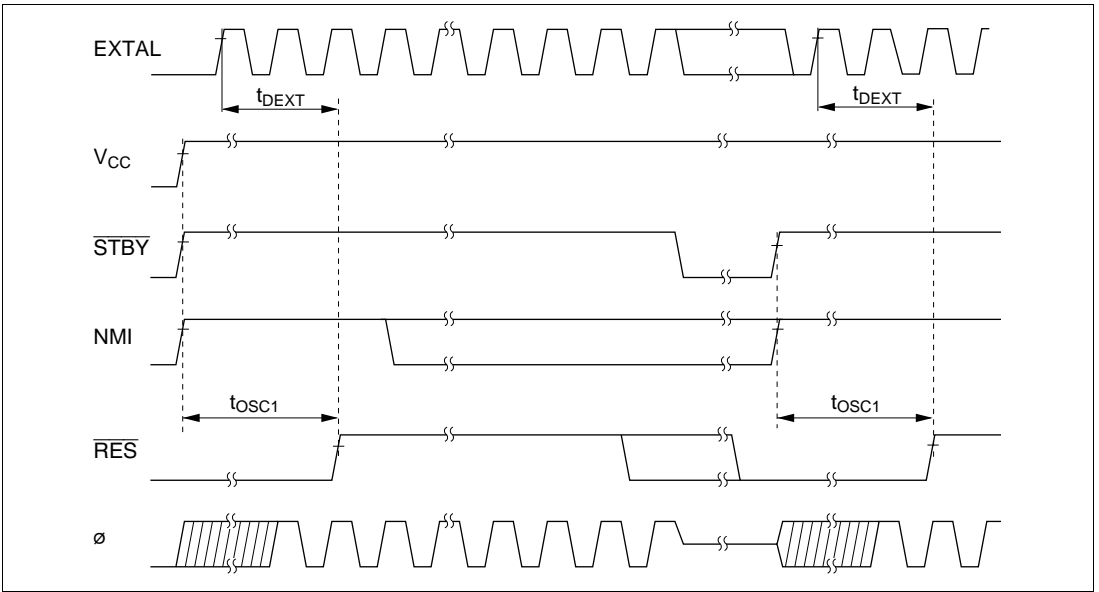 EXTAL
tDEXT
tDEXT
VCC
STBY
NMI
tOSC1
tOSC1
RES
ø